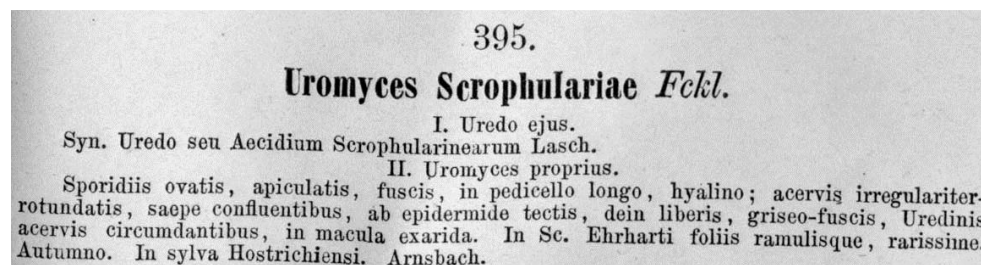 395.
Uromyces Scrophulariae Fckl.
I. Uredo ejus.
Syn. Uredo seu Aecidium Scrophularinearum Lasch.
II. Uromyces proprius.
Sporidiis ovatis, apiculatis, fuscis, in pedicello longo, hyalino; acervis irregulariter-
rotundatis, saepe confluentibus, ab epidermide tectis, dein liberis, griseo-fuscis, Uredinis
acervis circumdantibus, in macula exarida. In Sc. Ehrharti foliis ramulisque, rarissime.
Autumno. In sylva Hostrichiensi. Arnsbach.